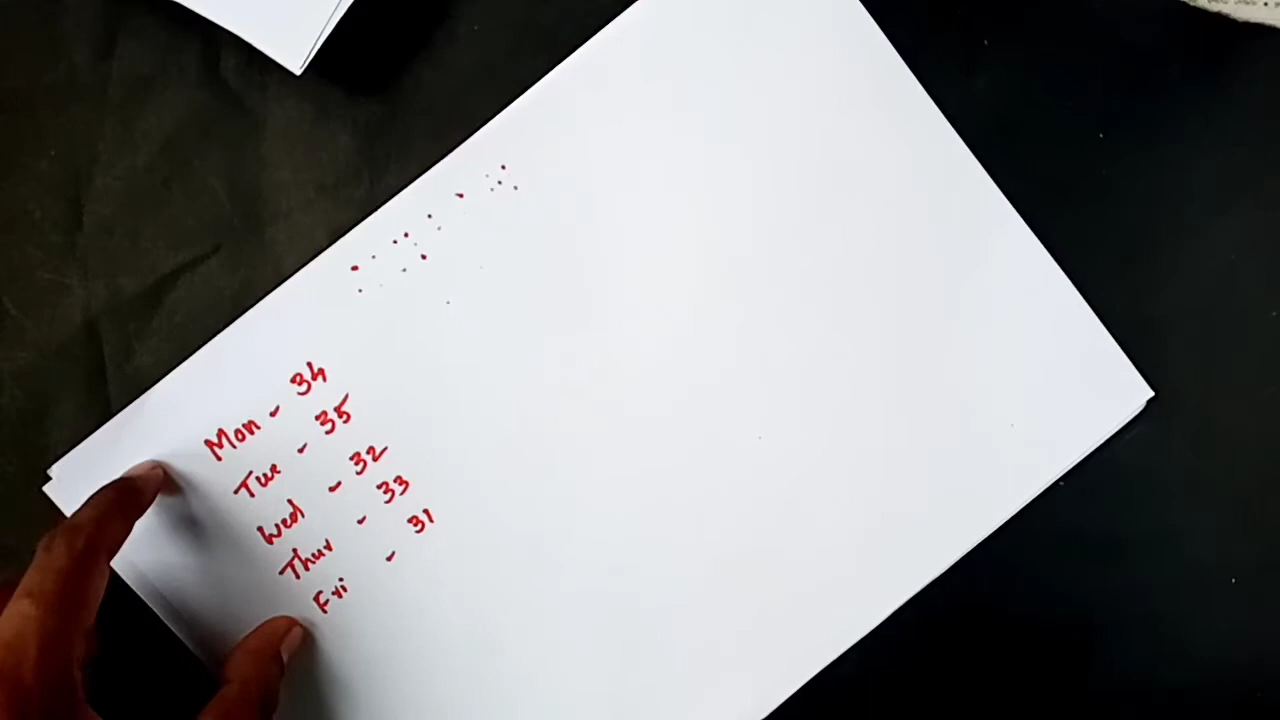 Mon - 34
Tue - 35
Wed - 32
Thur - 33
Fri - 31